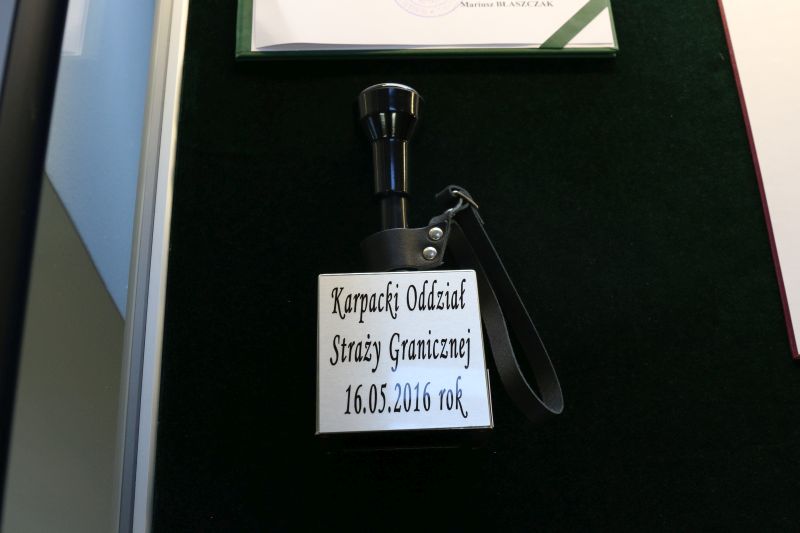 Mariusz BŁASZCZAK
Karpacki Oddział
Straży Granicznej
16.05.2016 rok